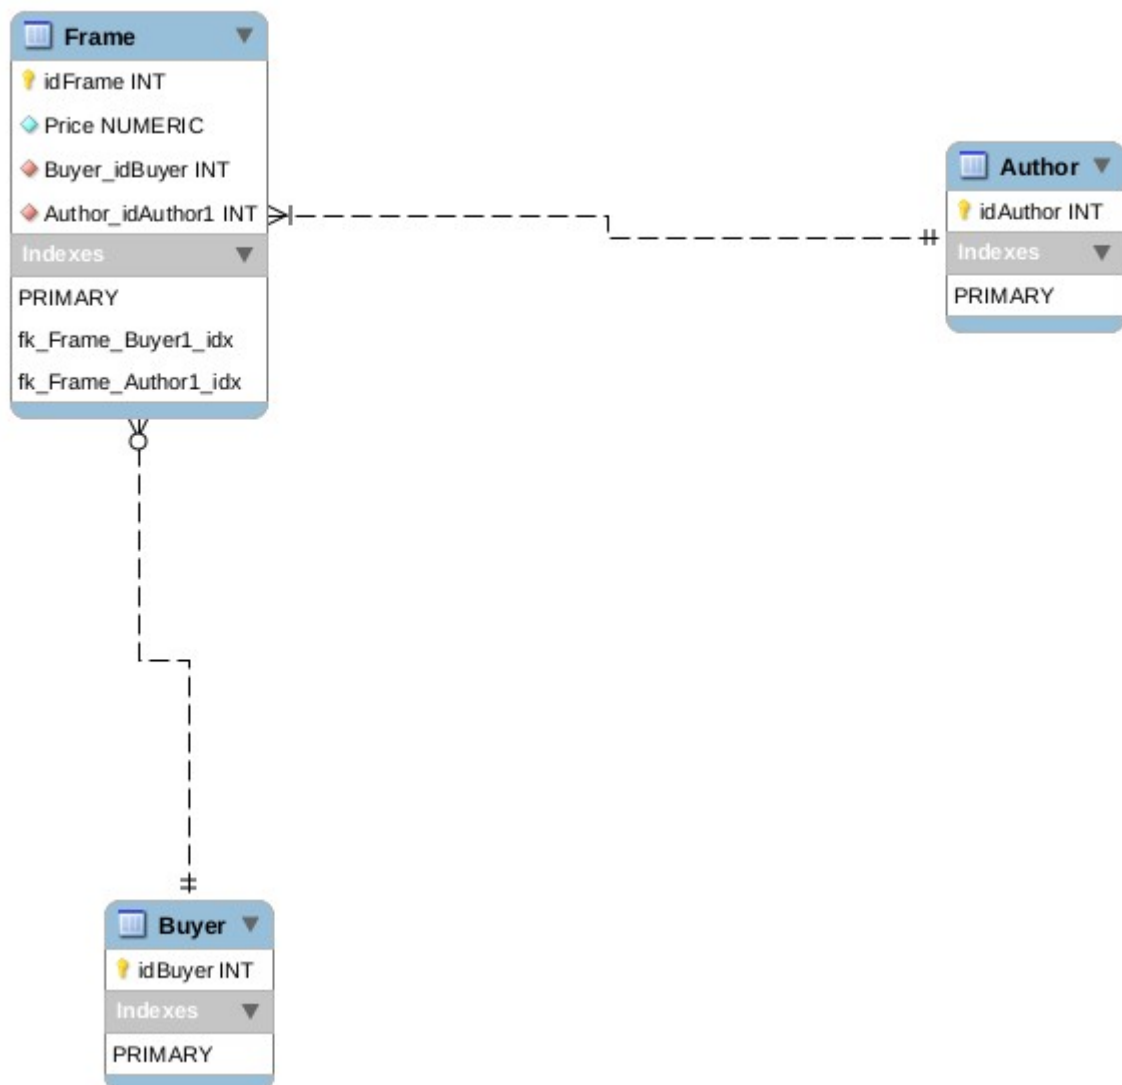 Frame
idFrame INT
Price NUMERIC
Buyer_idBuyer INT
Author_idAuthor1 INT
Indexes
PRIMARY
fk_Frame_Buyer1_idx
fk_Frame_Author1_idx
Author
idAuthor INT
Indexes
PRIMARY
Buyer
idBuyer INT
Indexes
PRIMARY